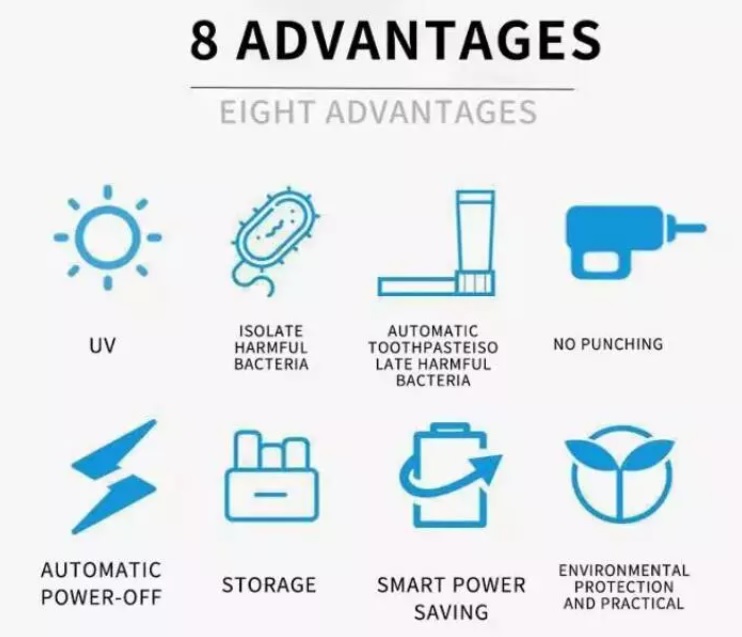 8 ADVANTAGES
EIGHT ADVANTAGES
UV
ISOLATE
HARMFUL
BACTERIA
AUTOMATIC
TOOTHPASTEISO
LATE HARMFUL
BACTERIA
NO PUNCHING
AUTOMATIC
POWER-OFF
STORAGE
SMART POWER
SAVING
ENVIRONMENTAL
PROTECTION
AND PRACTICAL